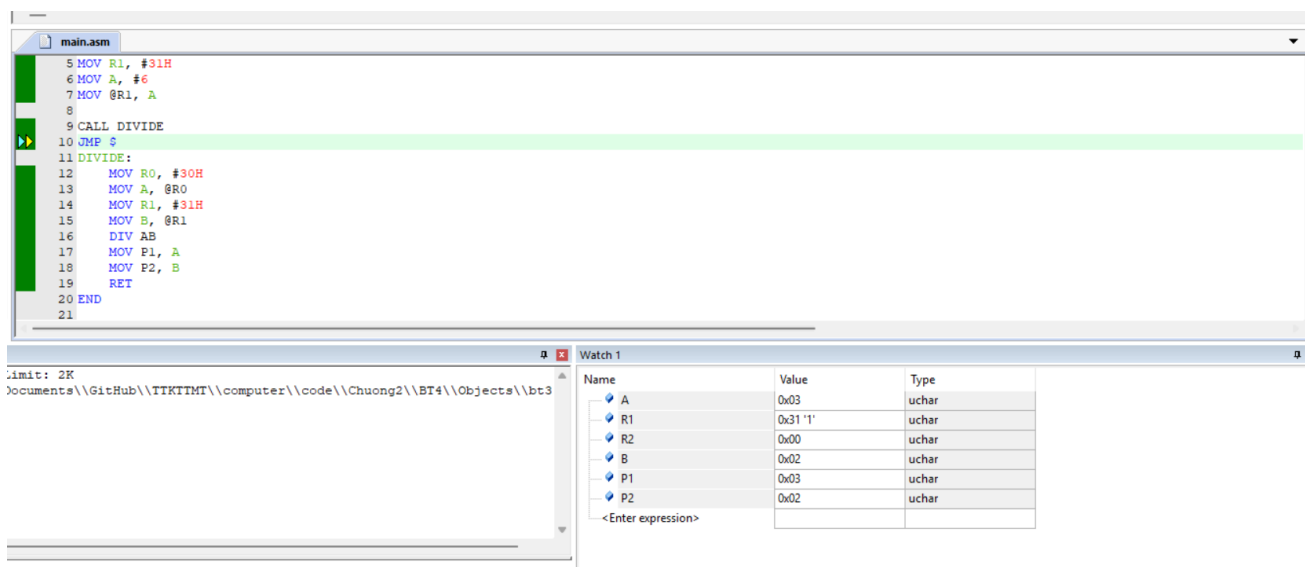 main.asm
5 MOV R1, #31H
6 MOV A, #6
7 MOV @R1, A
8
9 CALL DIVIDE
10 JMP $
11 DIVIDE:
12 MOV R0, #30H
13 MOV A, @R0
14 MOV R1, #31H
15 MOV B, @R1
16 DIV AB
17 MOV P1, A
18 MOV P2, B
19 RET
20 END
21
Limit: 2K
Documents\\GitHub\\TTKTTMT\\computer\\code\\Chuong2\\BT4\\Objects\\bt3
Watch 1
Name Value Type
A 0x03 uchar
R1 0x31 '1' uchar
R2 0x00 uchar
B 0x02 uchar
P1 0x03 uchar
P2 0x02 uchar
<Enter expression>